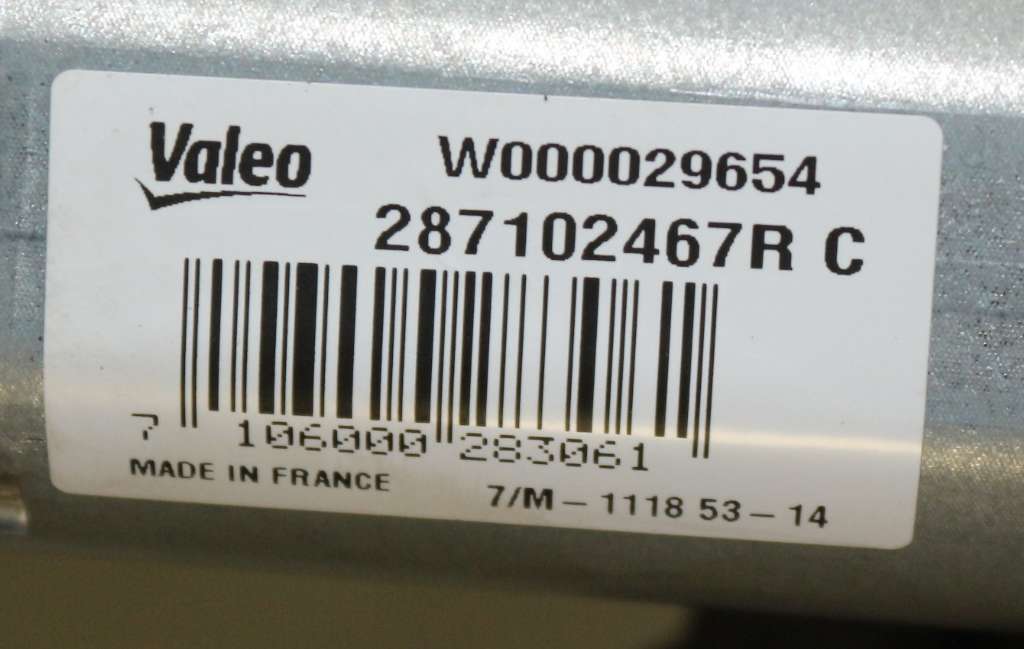 Valeo
W000029654
287102467R C
7 106000 283061
MADE IN FRANCE
7/M – 1118 53 – 14